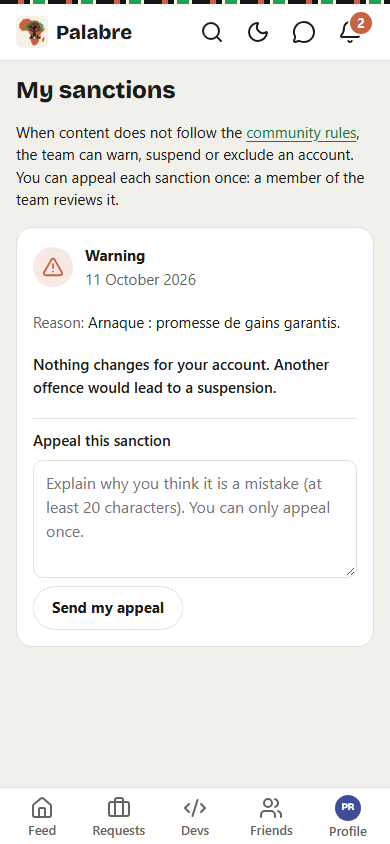 Palabre
2
My sanctions
When content does not follow the community rules,
the team can warn, suspend or exclude an account.
You can appeal each sanction once: a member of the
team reviews it.
Warning
11 October 2026
Reason: Arnaque : promesse de gains garantis.
Nothing changes for your account. Another
offence would lead to a suspension.
Appeal this sanction
Explain why you think it is a mistake (at
least 20 characters). You can only appeal
once.
Send my appeal
PR
Feed Requests Devs Friends Profile